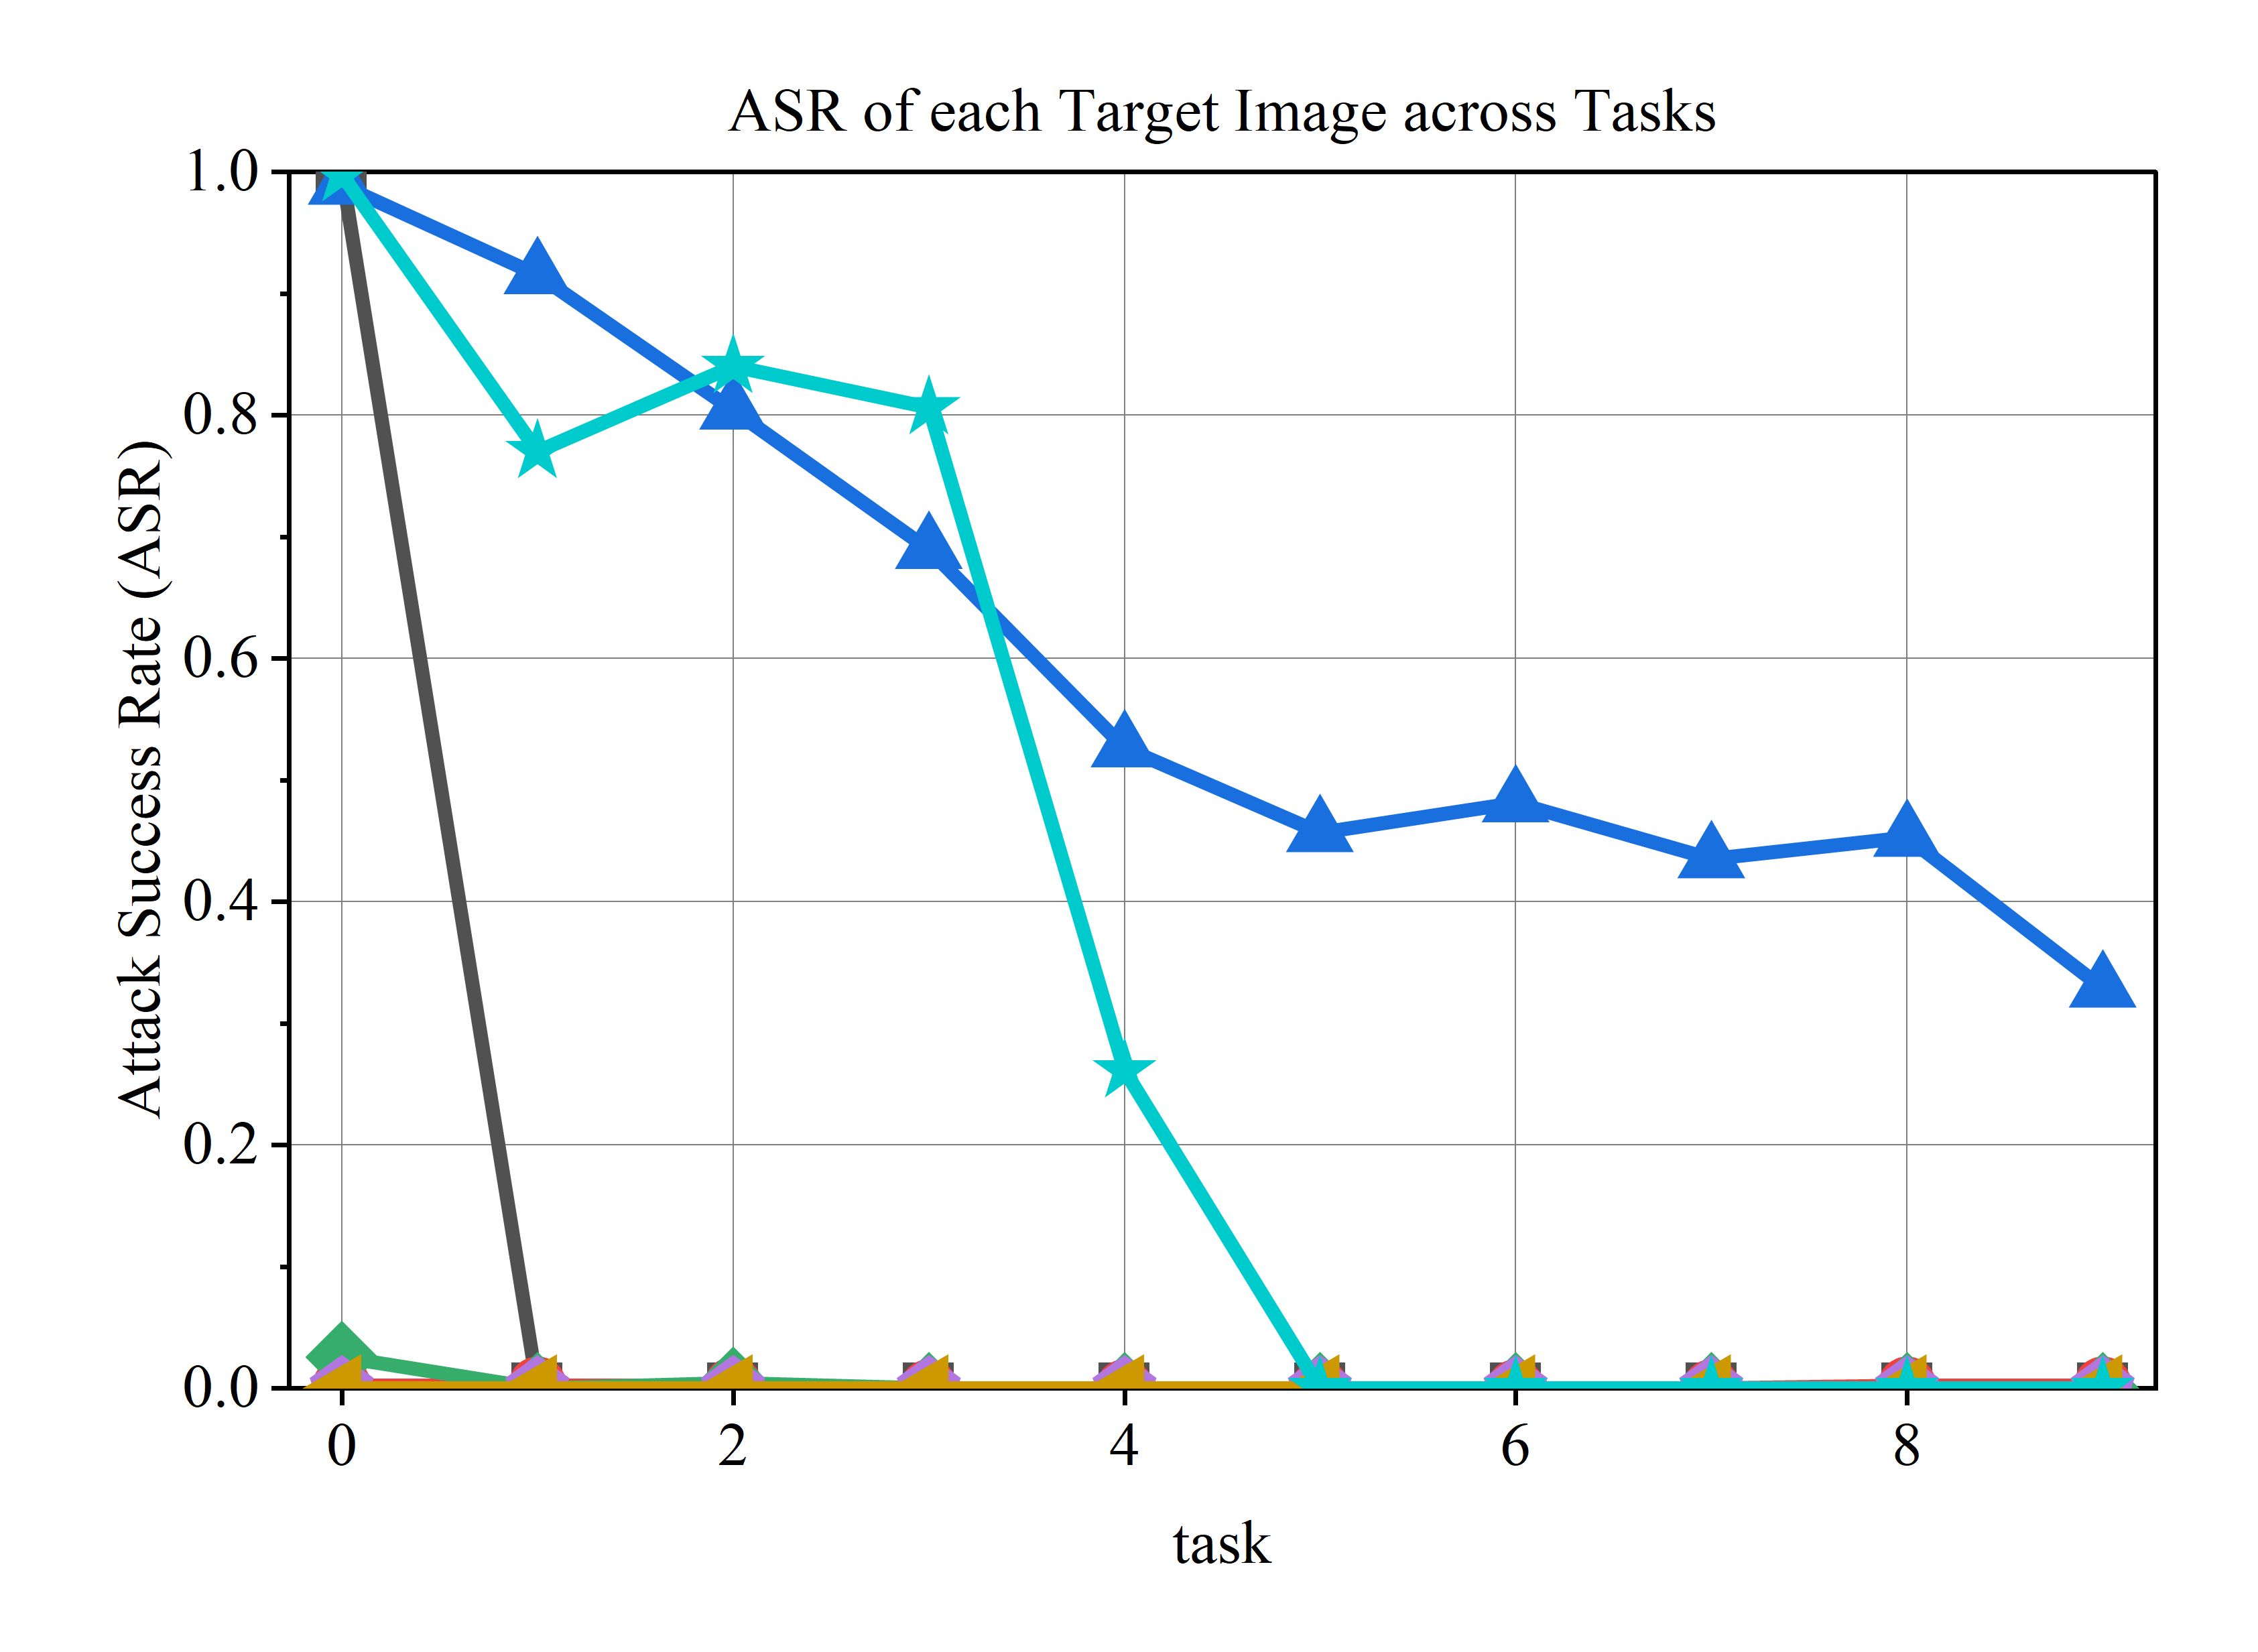 ASR of each Target Image across Tasks
Attack Success Rate (ASR)
1.0
0.8
0.6
0.4
0.2
0.0
0 2 4 6 8
task